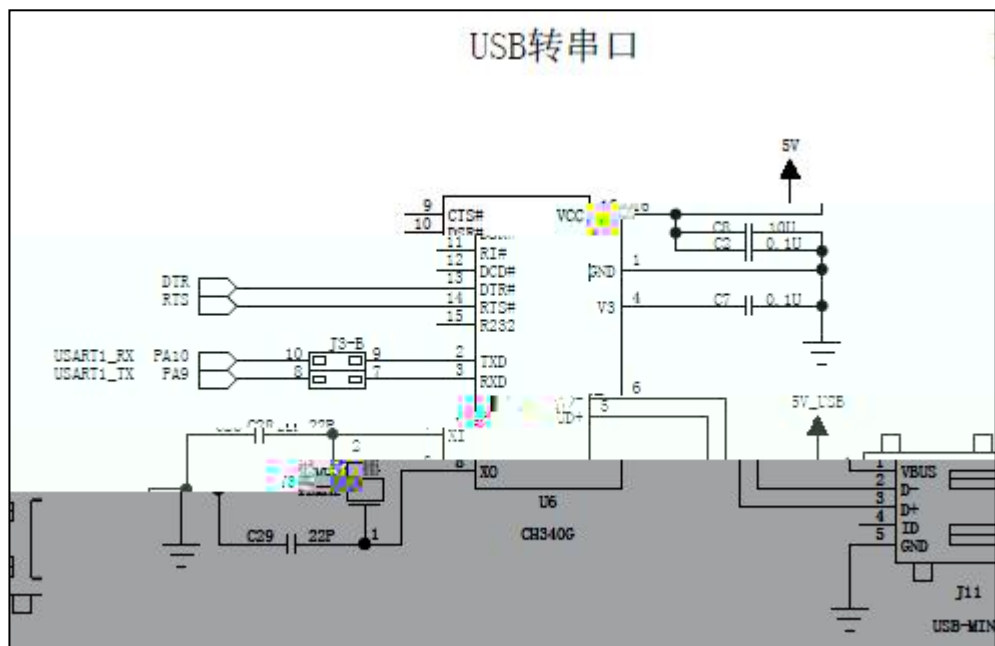 USB转串口
5V
9 CTS# VCC
10 DSR#
C8 10U
11 RI# C2 0.1U
12 DCD# GND 1
DTR 13 DTR#
RTS 14 RTS# V3 4 C7 0.1U
15 R232
J3-B
USART1_RX PA10 10 9 2 TXD
USART1_TX PA9 8 7 3 RXD
6
5V_USB
5
UD+
22P
XI
2
8 XO
1 VBUS
2 D-
3 D+
4 ID
5 GND
U6
C29 22P 1 CH340G
J11
USB-MIN